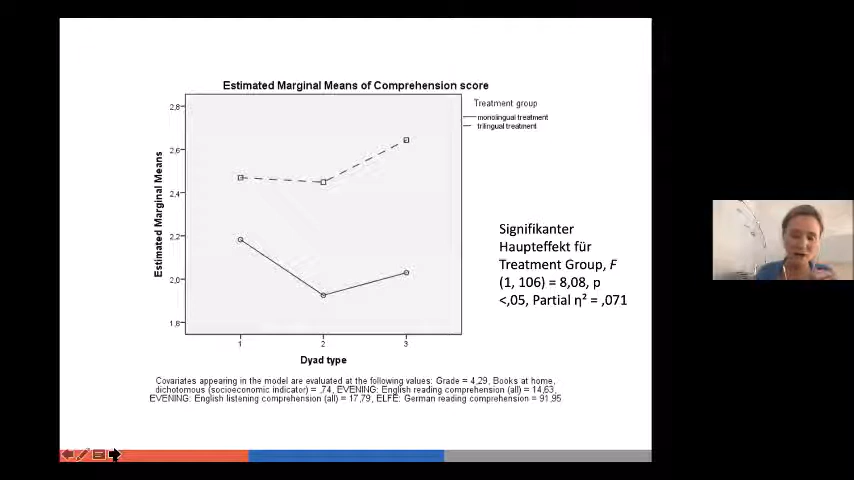 Estimated Marginal Means of Comprehension score
Treatment group
monolingual treatment
trilingual treatment
Estimated Marginal Means
2,8
2,6
2,4
2,2
2,0
1,8
1
2
3
Dyad type
Signifikanter
Haupteffekt für
Treatment Group, F
(1, 106) = 8,08, p
<,05, Partial η² = ,071
Covariates appearing in the model are evaluated at the following values: Grade = 4,29, Books at home,
dichotomous (socioeconomic indicator) = ,74, EVENING: English reading comprehension (all) = 14,63,
EVENING: English listening comprehension (all) = 17,79, ELFE: German reading comprehension = 91,95